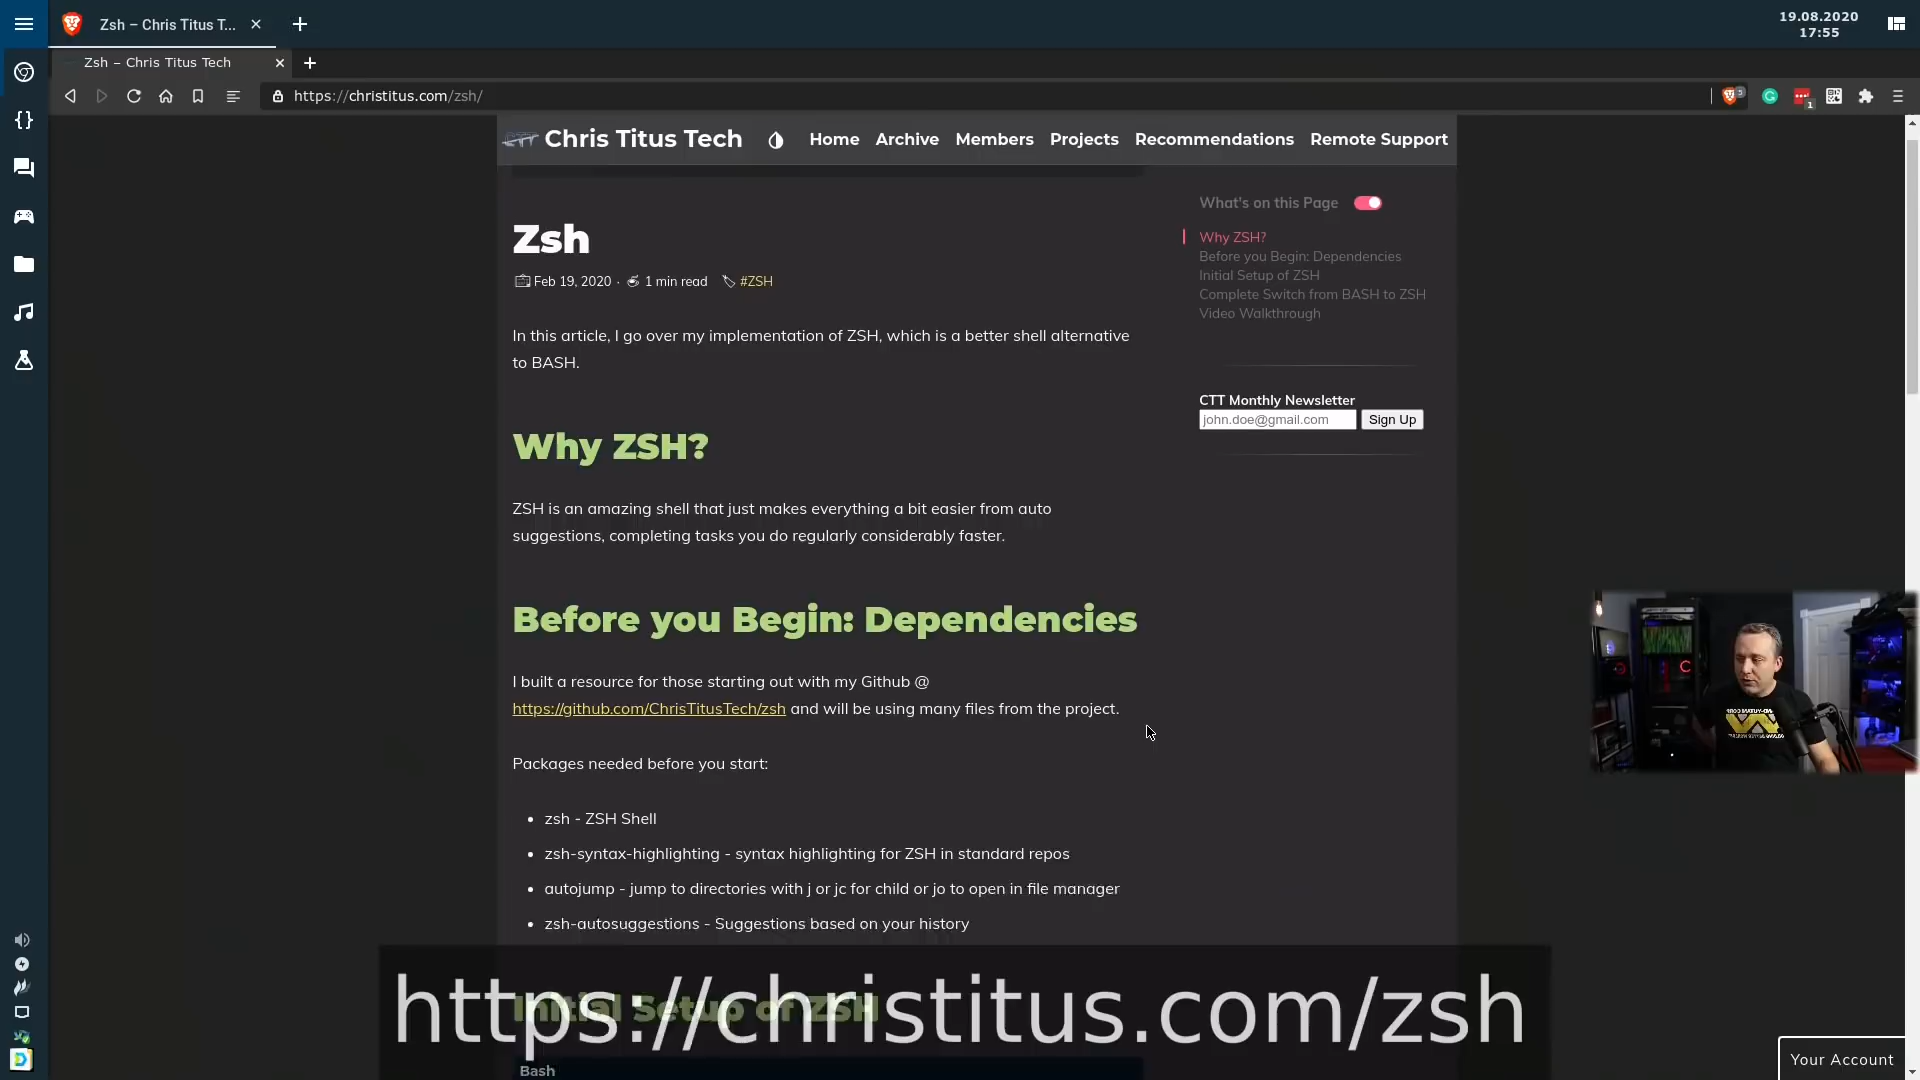 Zsh – Chris Titus T...
19.08.2020
17:55
Zsh – Chris Titus Tech
https://christitus.com/zsh/
5
1
Chris Titus Tech
Home
Archive
Members
Projects
Recommendations
Remote Support
Zsh
Feb 19, 2020 · 1 min read #ZSH
In this article, I go over my implementation of ZSH, which is a better shell alternative
to BASH.
Why ZSH?
ZSH is an amazing shell that just makes everything a bit easier from auto
suggestions, completing tasks you do regularly considerably faster.
Before you Begin: Dependencies
I built a resource for those starting out with my Github @
https://github.com/ChrisTitusTech/zsh and will be using many files from the project.
Packages needed before you start:
• zsh - ZSH Shell
• zsh-syntax-highlighting - syntax highlighting for ZSH in standard repos
• autojump - jump to directories with j or jc for child or jo to open in file manager
• zsh-autosuggestions - Suggestions based on your history
Initial Setup of ZSH
Bash
What's on this Page
Why ZSH?
Before you Begin: Dependencies
Initial Setup of ZSH
Complete Switch from BASH to ZSH
Video Walkthrough
CTT Monthly Newsletter
john.doe@gmail.com
Sign Up
https://christitus.com/zsh
Your Account